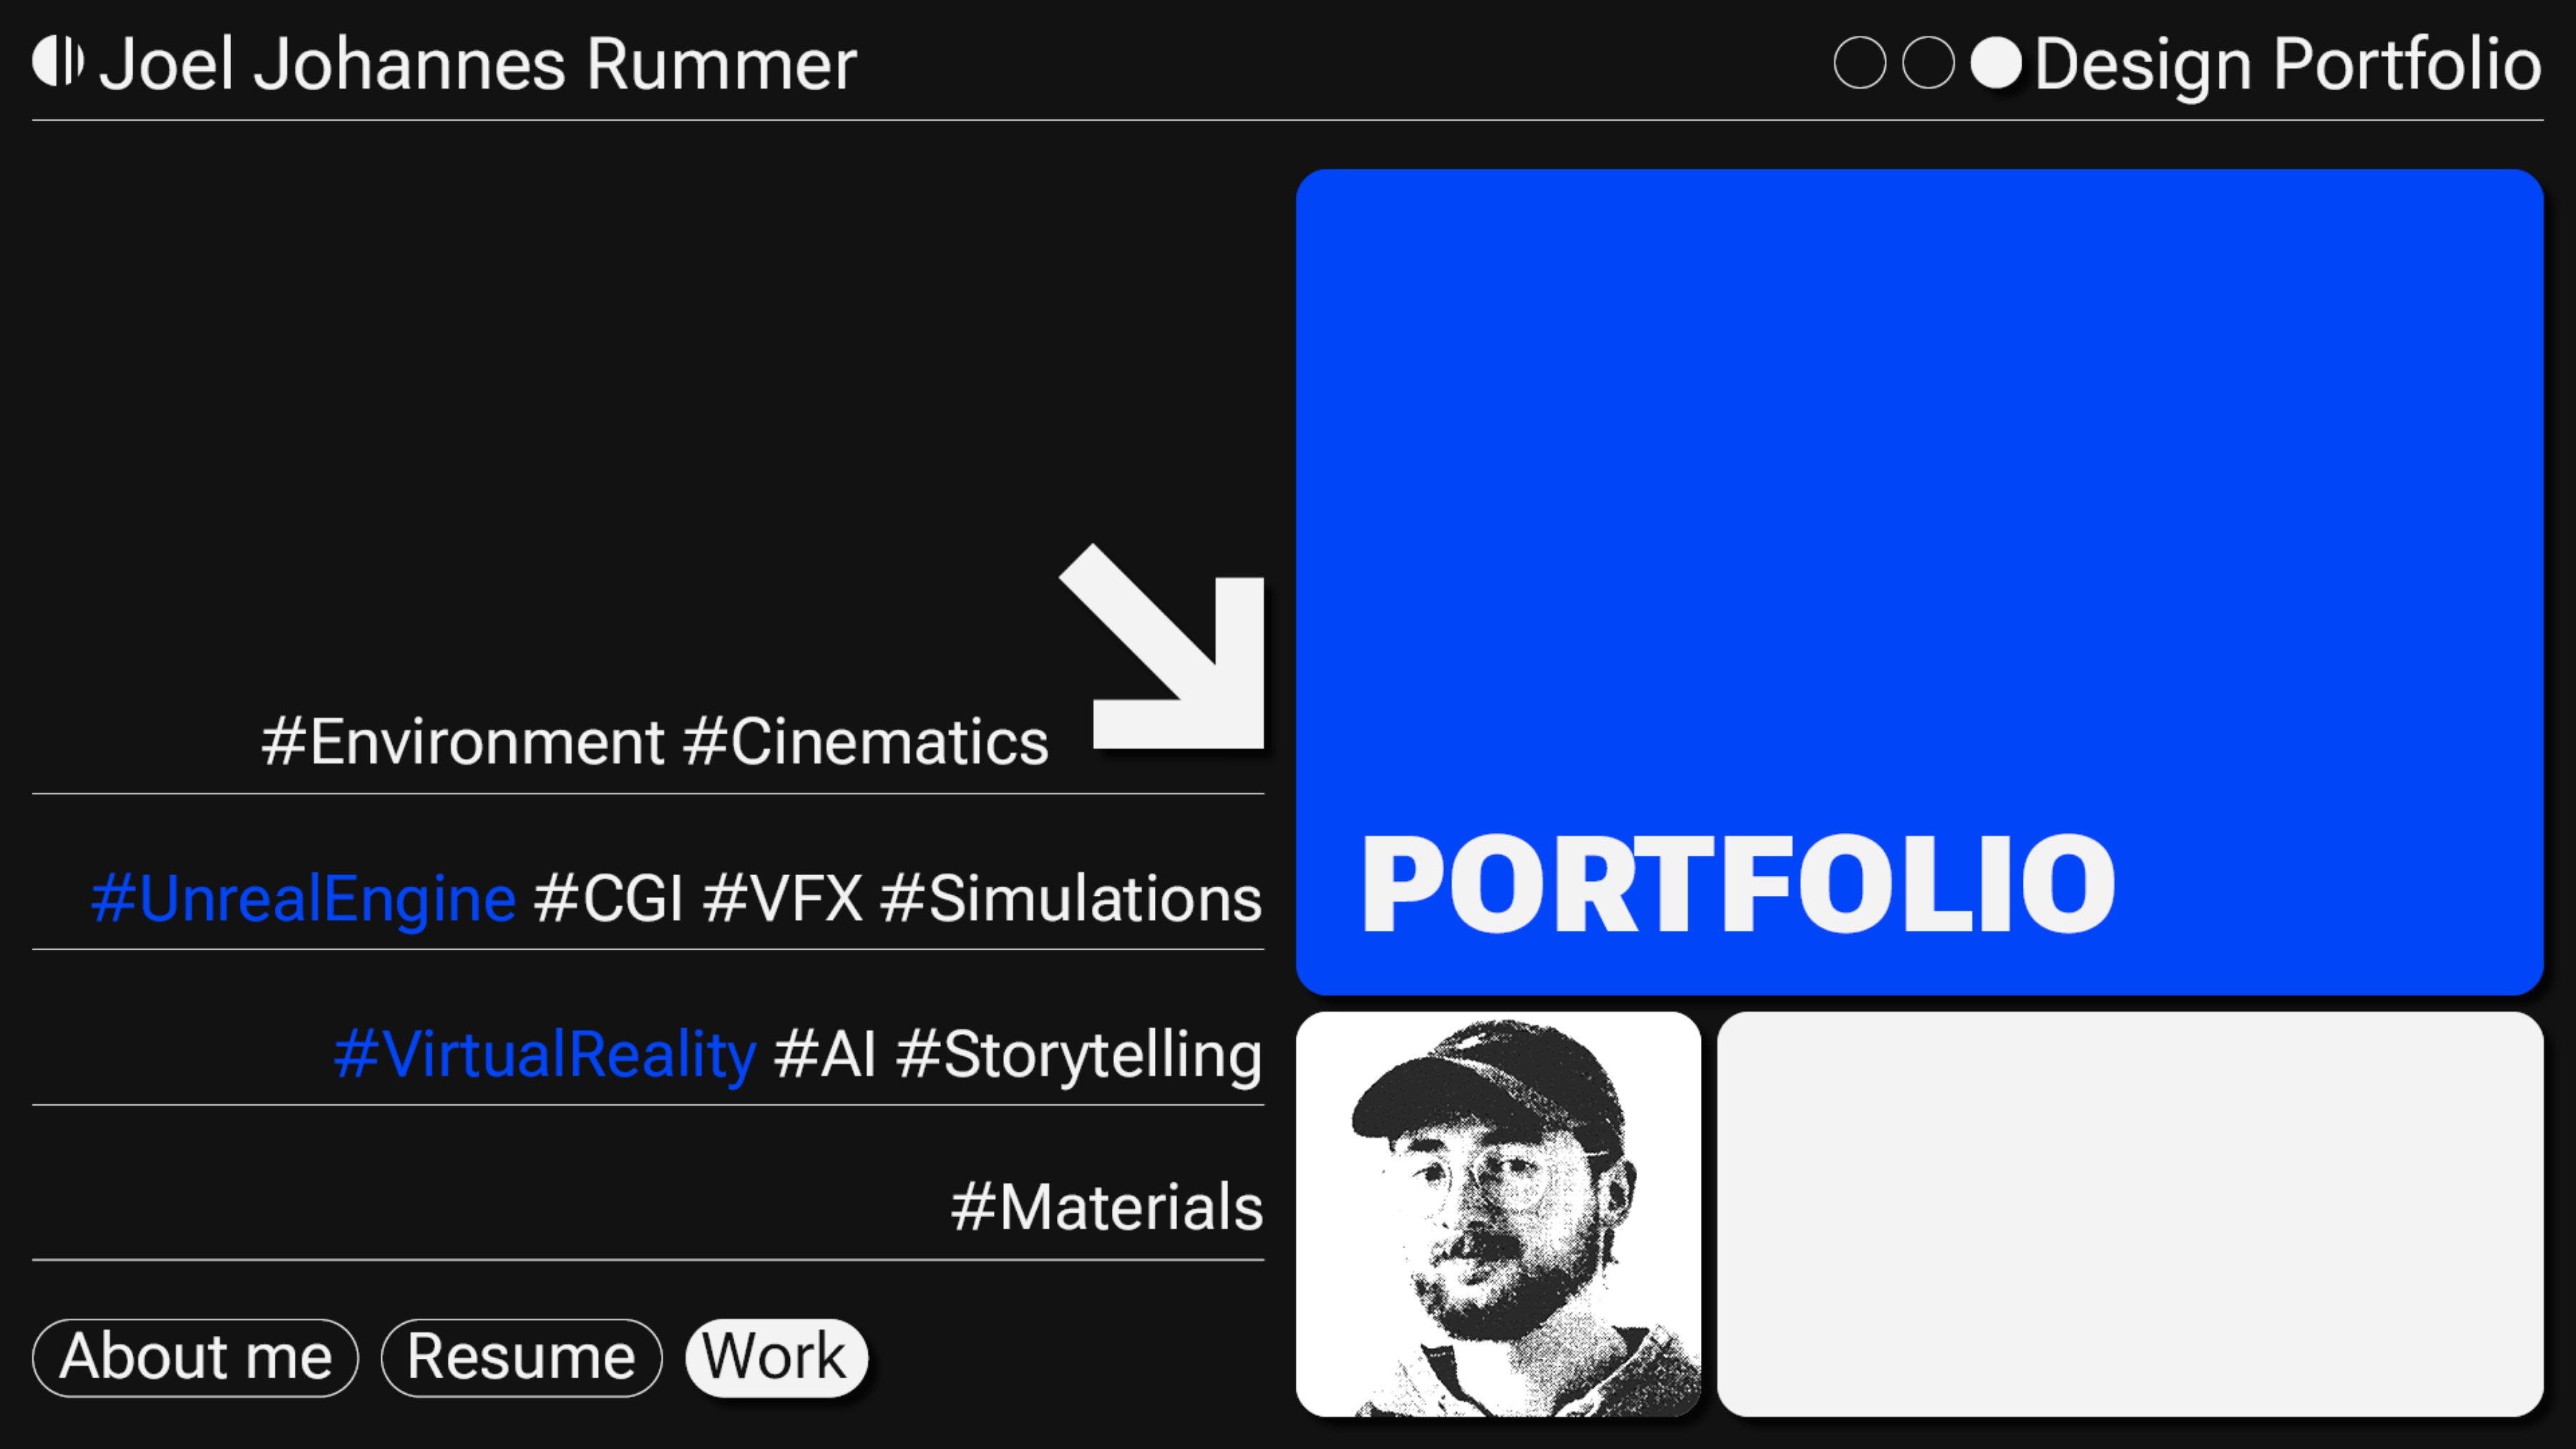 Joel Johannes Rummer
Design Portfolio
#Environment #Cinematics
#UnrealEngine #CGI #VFX #Simulations
#VirtualReality #AI #Storytelling
#Materials
About me Resume Work
PORTFOLIO